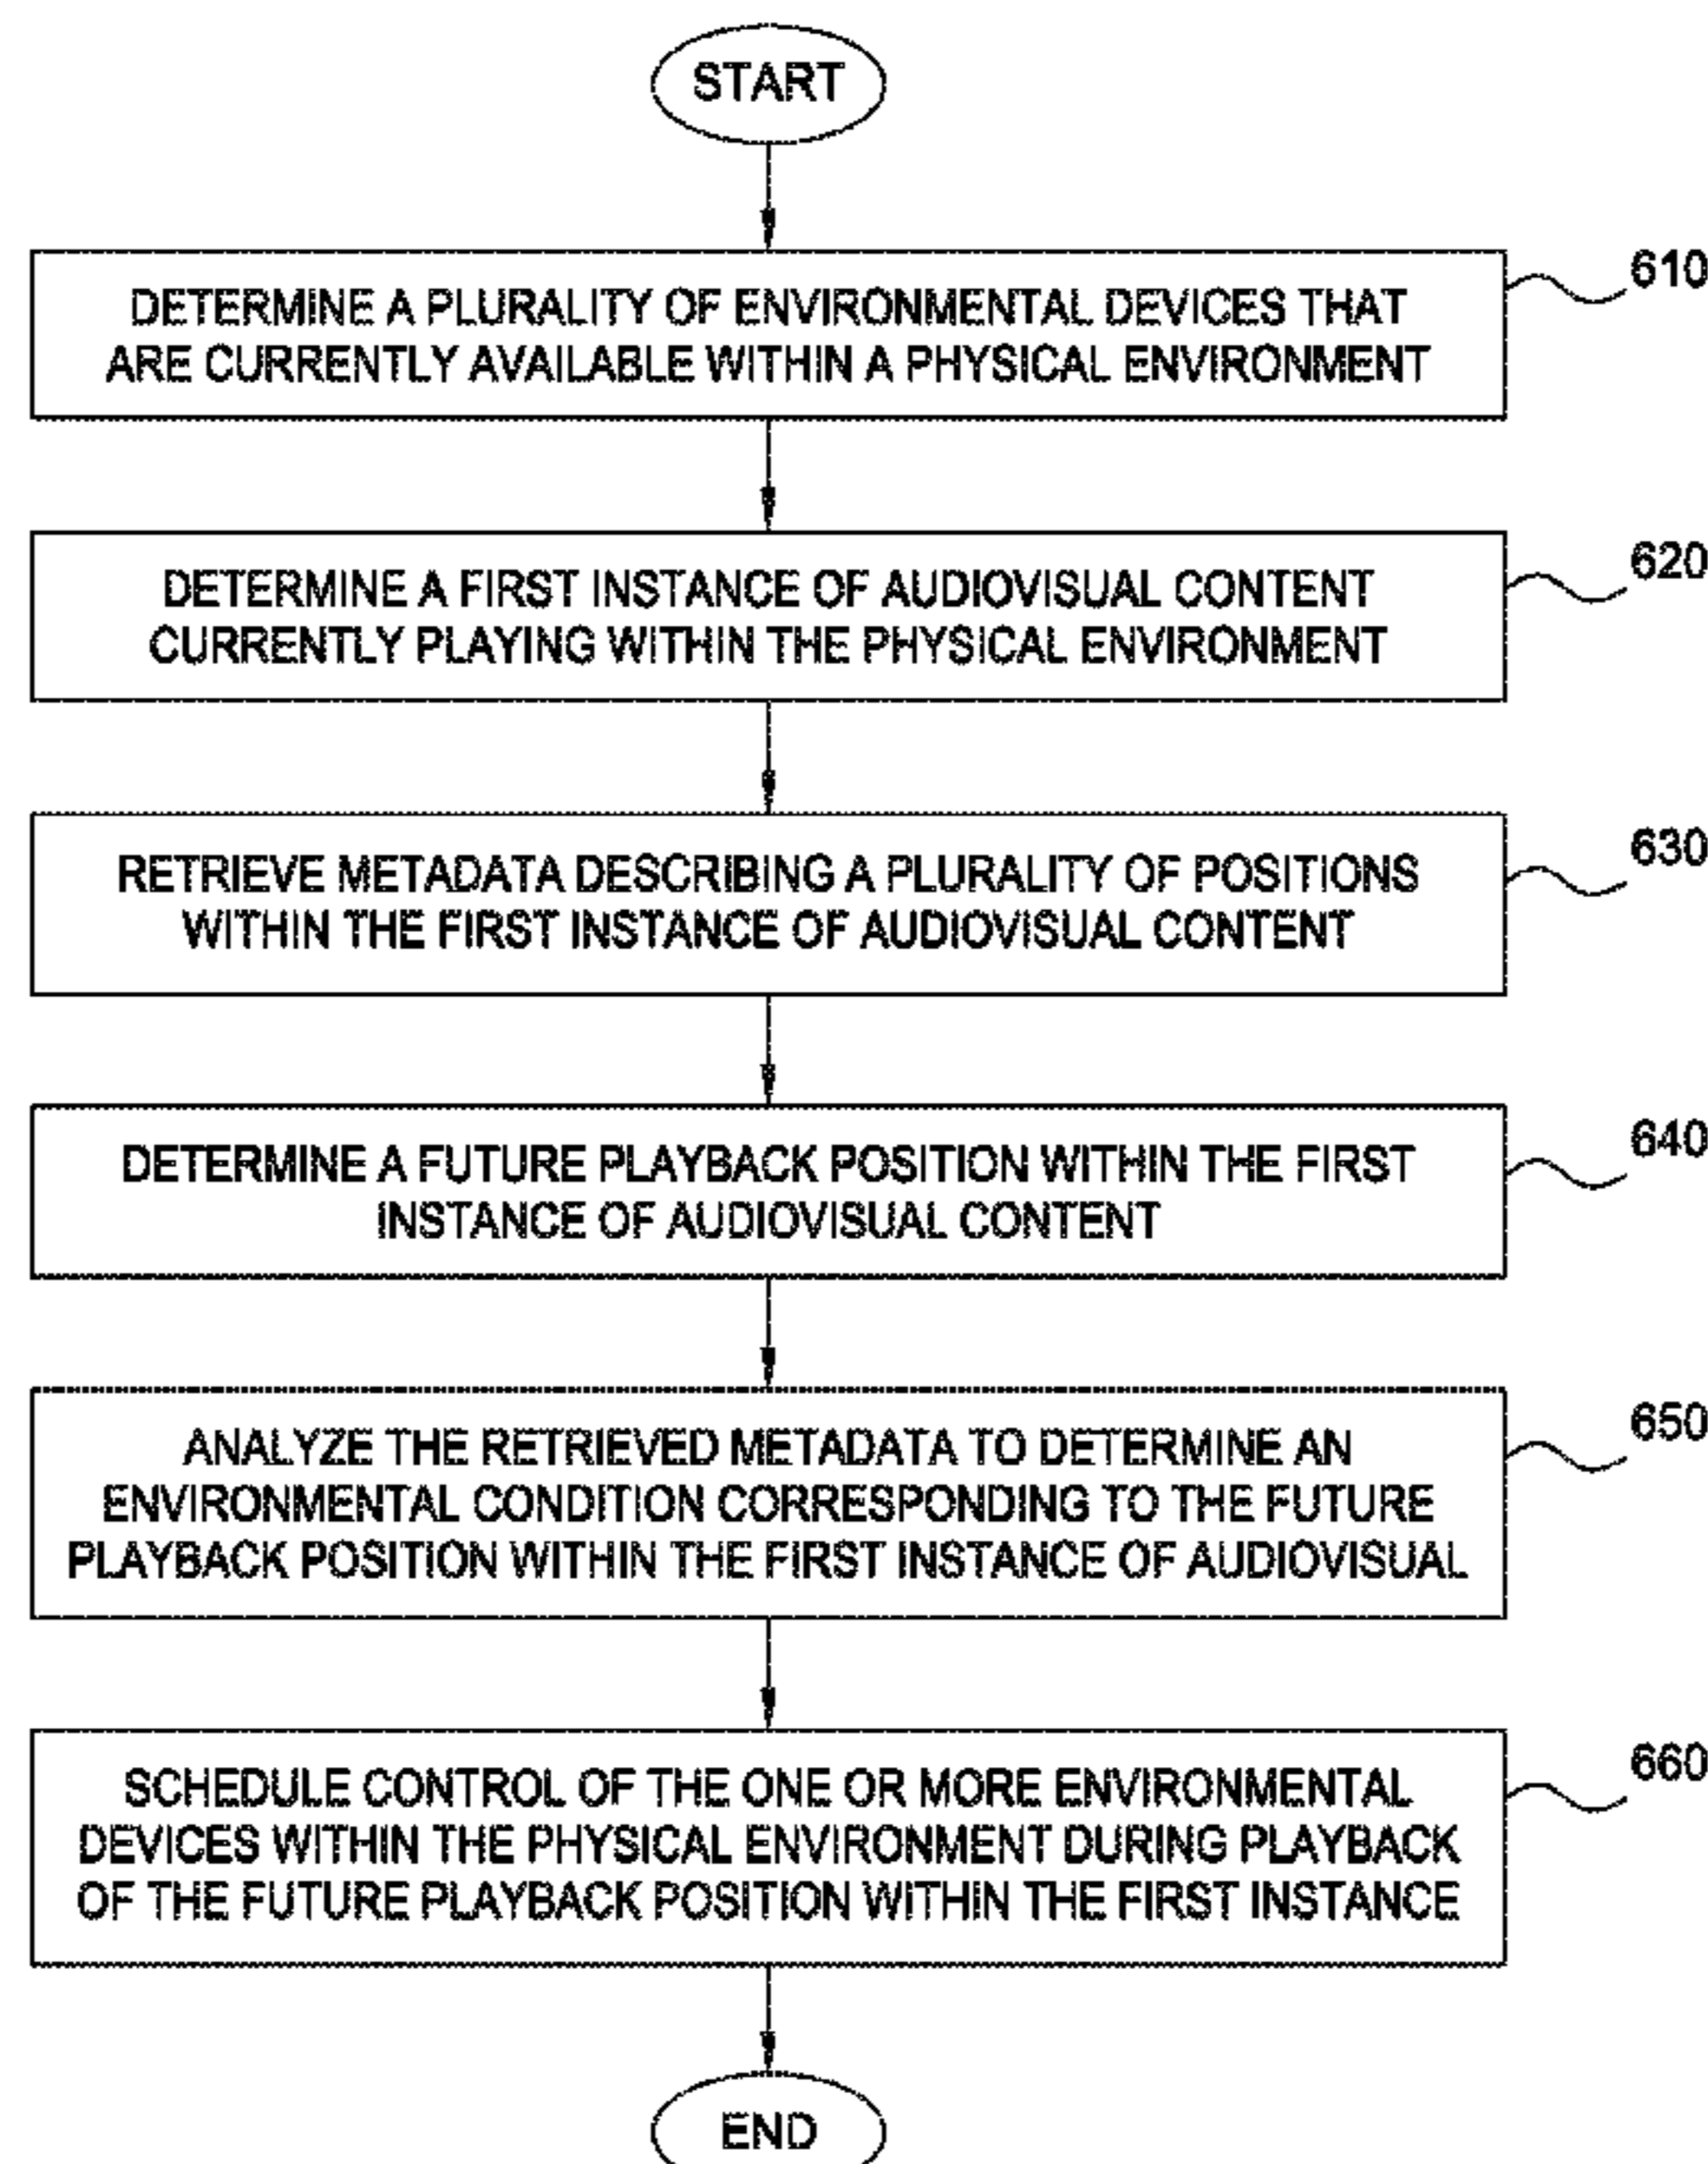 START
DETERMINE A PLURALITY OF ENVIRONMENTAL DEVICES THAT
ARE CURRENTLY AVAILABLE WITHIN A PHYSICAL ENVIRONMENT
610
DETERMINE A FIRST INSTANCE OF AUDIOVISUAL CONTENT
CURRENTLY PLAYING WITHIN THE PHYSICAL ENVIRONMENT
620
RETRIEVE METADATA DESCRIBING A PLURALITY OF POSITIONS
WITHIN THE FIRST INSTANCE OF AUDIOVISUAL CONTENT
630
DETERMINE A FUTURE PLAYBACK POSITION WITHIN THE FIRST
INSTANCE OF AUDIOVISUAL CONTENT
640
ANALYZE THE RETRIEVED METADATA TO DETERMINE AN
ENVIRONMENTAL CONDITION CORRESPONDING TO THE FUTURE
PLAYBACK POSITION WITHIN THE FIRST INSTANCE OF AUDIOVISUAL
650
SCHEDULE CONTROL OF THE ONE OR MORE ENVIRONMENTAL
DEVICES WITHIN THE PHYSICAL ENVIRONMENT DURING PLAYBACK
OF THE FUTURE PLAYBACK POSITION WITHIN THE FIRST INSTANCE
660
END